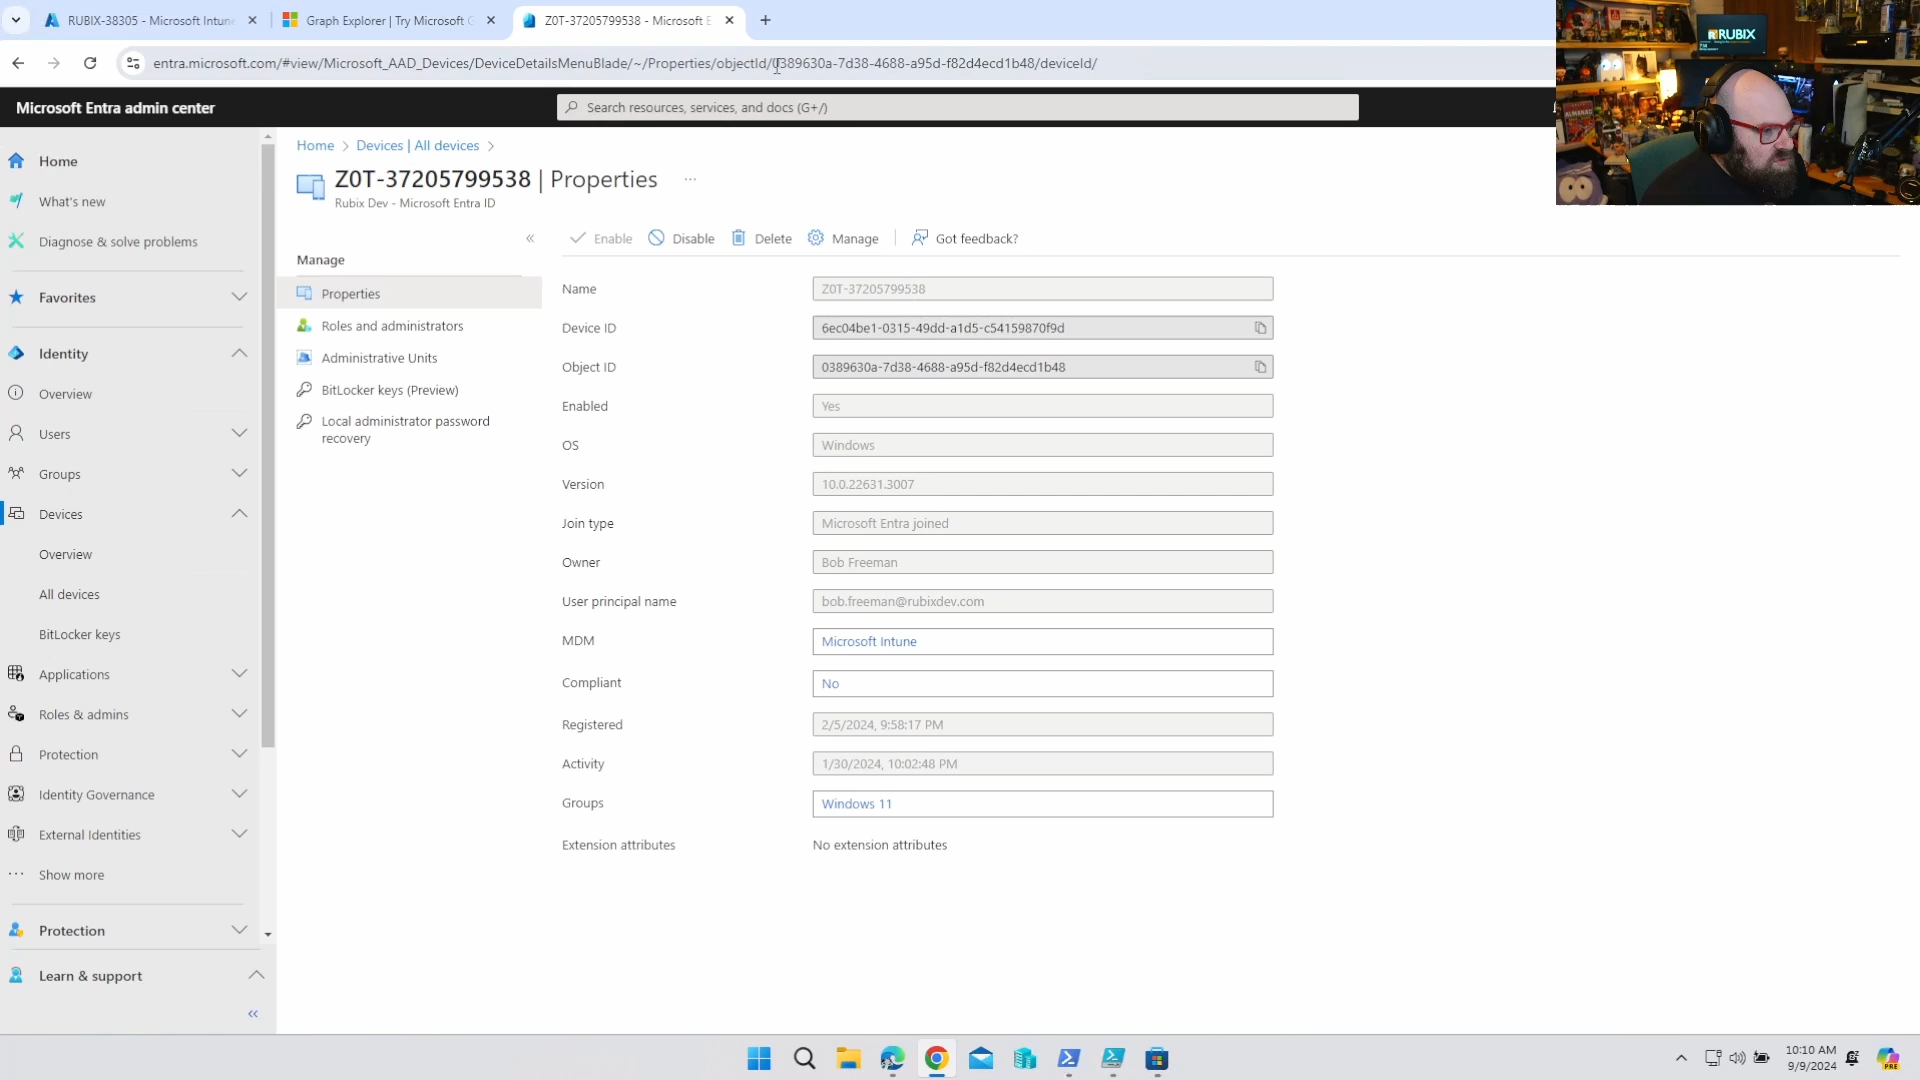 RUBIX-38305 - Microsoft Intune
Graph Explorer | Try Microsoft G
Z0T-37205799538 - Microsoft E
entra.microsoft.com/#view/Microsoft_AAD_Devices/DeviceDetailsMenuBlade/~/Properties/objectId/0389630a-7d38-4688-a95d-f82d4ecd1b48/deviceId/
RUBIX
Microsoft Entra admin center
Search resources, services, and docs (G+/)
Home
What's new
Diagnose & solve problems
Favorites
Identity
Overview
Users
Groups
Devices
Overview
All devices
BitLocker keys
Applications
Roles & admins
Protection
Identity Governance
External Identities
Show more
Protection
Learn & support
Home > Devices | All devices >
Z0T-37205799538 | Properties
Rubix Dev - Microsoft Entra ID
Manage
Properties
Roles and administrators
Administrative Units
BitLocker keys (Preview)
Local administrator password
recovery
Enable Disable Delete Manage Got feedback?
Name Z0T-37205799538
Device ID 6ec04be1-0315-49dd-a1d5-c54159870f9d
Object ID 0389630a-7d38-4688-a95d-f82d4ecd1b48
Enabled Yes
OS Windows
Version 10.0.22631.3007
Join type Microsoft Entra joined
Owner Bob Freeman
User principal name bob.freeman@rubixdev.com
MDM Microsoft Intune
Compliant No
Registered 2/5/2024, 9:58:17 PM
Activity 1/30/2024, 10:02:48 PM
Groups Windows 11
Extension attributes No extension attributes
10:10 AM
9/9/2024
PRE